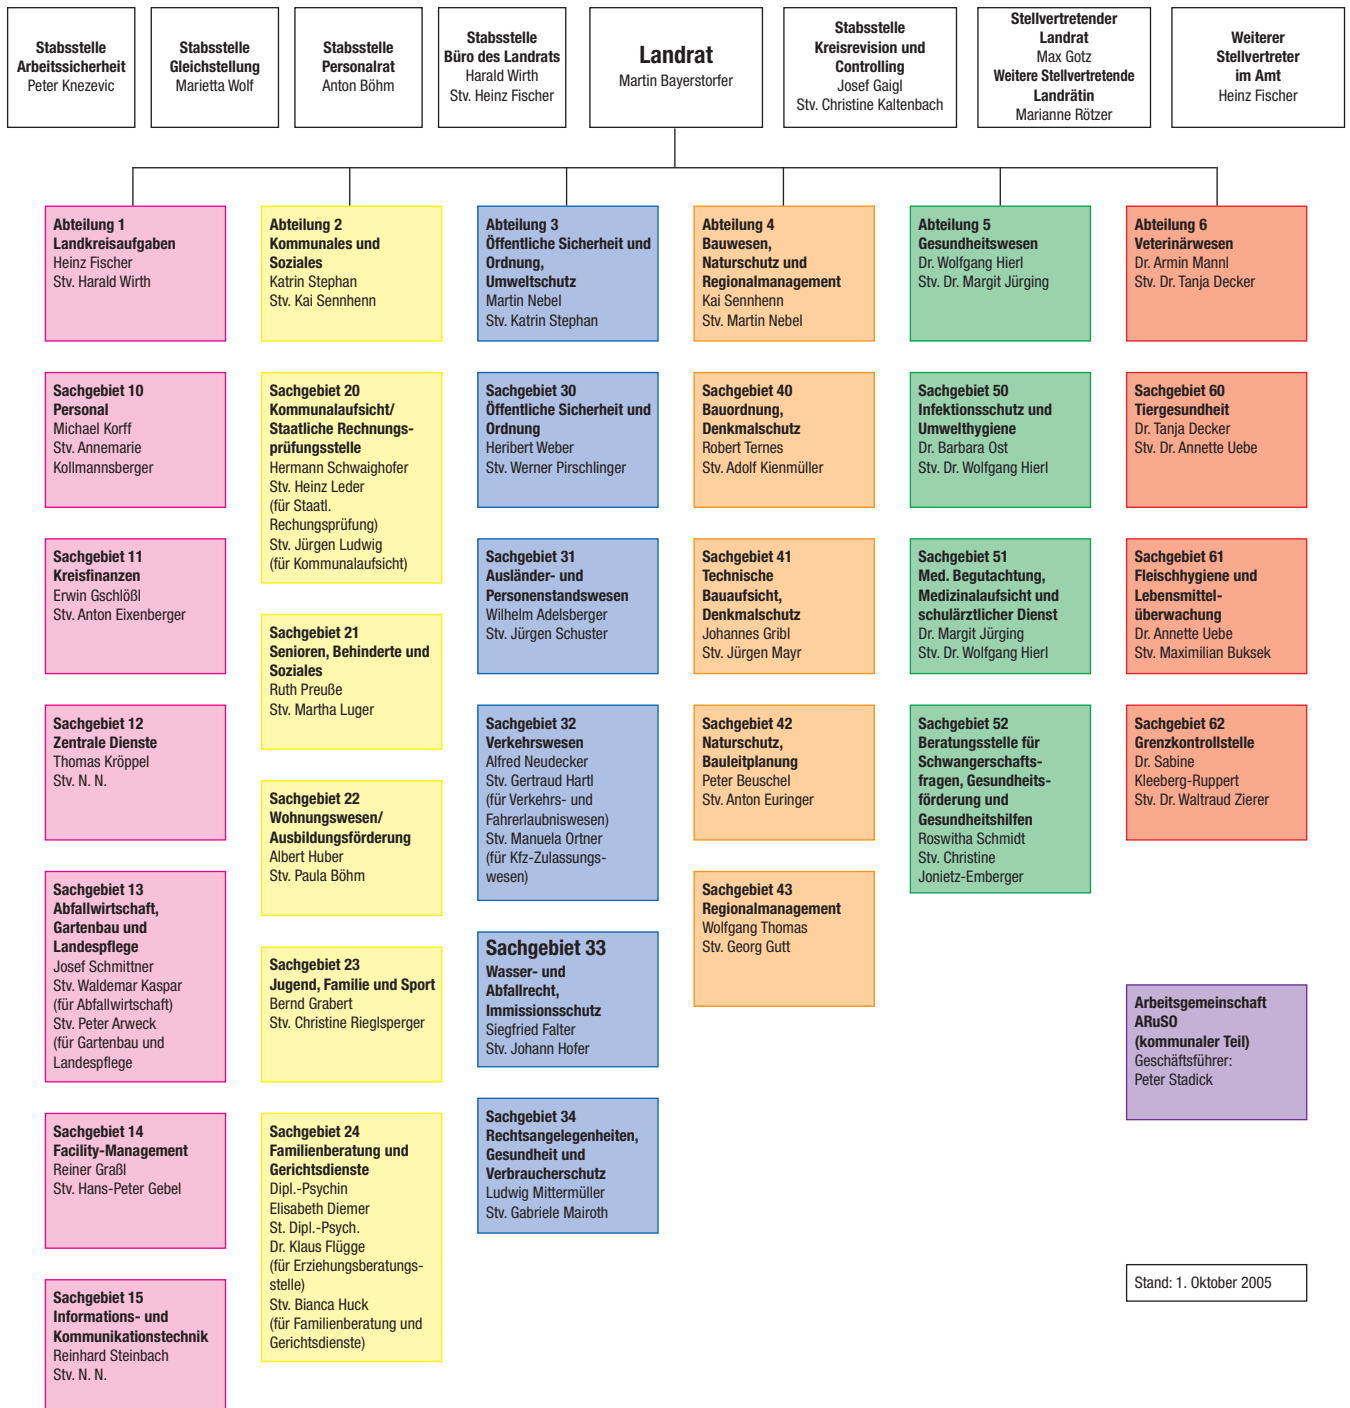 Stabsstelle
Arbeitssicherheit
Peter Knezevic
Stabsstelle
Gleichstellung
Marietta Wolf
Stabsstelle
Personalrat
Anton Böhm
Stabsstelle
Büro des Landrats
Harald Wirth
Stv. Heinz Fischer
Landrat
Martin Bayerstorfer
Stabsstelle
Kreisrevision und
Controlling
Josef Gaigl
Stv. Christine Kaltenbach
Stellvertretender
Landrat
Max Gotz
Weitere Stellvertretende
Landrätin
Marianne Rötzer
Weiterer
Stellvertreter
im Amt
Heinz Fischer
Abteilung 1
Landkreisaufgaben
Heinz Fischer
Stv. Harald Wirth
Sachgebiet 10
Personal
Michael Korff
Stv. Annemarie
Kollmannsberger
Sachgebiet 11
Kreisfinanzen
Erwin Gschlößl
Stv. Anton Eixenberger
Sachgebiet 12
Zentrale Dienste
Thomas Kröppel
Stv. N. N.
Sachgebiet 13
Abfallwirtschaft,
Gartenbau und
Landespflege
Josef Schmittner
Stv. Waldemar Kaspar
(für Abfallwirtschaft)
Stv. Peter Arweck
(für Gartenbau und
Landespflege
Sachgebiet 14
Facility-Management
Reiner Graßl
Stv. Hans-Peter Gebel
Sachgebiet 15
Informations- und
Kommunikationstechnik
Reinhard Steinbach
Stv. N. N.
Abteilung 2
Kommunales und
Soziales
Katrin Stephan
Stv. Kai Sennhenn
Sachgebiet 20
Kommunalaufsicht/
Staatliche Rechnungs-
prüfungsstelle
Hermann Schwaighofer
Stv. Heinz Leder
(für Staatl.
Rechungsprüfung)
Stv. Jürgen Ludwig
(für Kommunalaufsicht)
Sachgebiet 21
Senioren, Behinderte und
Soziales
Ruth Preuße
Stv. Martha Luger
Sachgebiet 22
Wohnungswesen/
Ausbildungsförderung
Albert Huber
Stv. Paula Böhm
Sachgebiet 23
Jugend, Familie und Sport
Bernd Grabert
Stv. Christine Rieglsperger
Sachgebiet 24
Familienberatung und
Gerichtsdienste
Dipl.-Psychin
Elisabeth Diemer
St. Dipl.-Psych.
Dr. Klaus Flügge
(für Erziehungsberatungs-
stelle)
Stv. Bianca Huck
(für Familienberatung und
Gerichtsdienste)
Abteilung 3
Öffentliche Sicherheit und
Ordnung,
Umweltschutz
Martin Nebel
Stv. Katrin Stephan
Sachgebiet 30
Öffentliche Sicherheit und
Ordnung
Heribert Weber
Stv. Werner Pirschlinger
Sachgebiet 31
Ausländer- und
Personenstandswesen
Wilhelm Adelsberger
Stv. Jürgen Schuster
Sachgebiet 32
Verkehrswesen
Alfred Neudecker
Stv. Gertraud Hartl
(für Verkehrs- und
Fahrerlaubniswesen)
Stv. Manuela Ortner
(für Kfz-Zulassungs-
wesen)
Sachgebiet 33
Wasser- und
Abfallrecht,
Immissionsschutz
Siegfried Falter
Stv. Johann Hofer
Sachgebiet 34
Rechtsangelegenheiten,
Gesundheit und
Verbraucherschutz
Ludwig Mittermüller
Stv. Gabriele Mairoth
Abteilung 4
Bauwesen,
Naturschutz und
Regionalmanagement
Kai Sennhenn
Stv. Martin Nebel
Sachgebiet 40
Bauordnung,
Denkmalschutz
Robert Ternes
Stv. Adolf Kienmüller
Sachgebiet 41
Technische
Bauaufsicht,
Denkmalschutz
Johannes Gribl
Stv. Jürgen Mayr
Sachgebiet 42
Naturschutz,
Bauleitplanung
Peter Beuschel
Stv. Anton Euringer
Sachgebiet 43
Regionalmanagement
Wolfgang Thomas
Stv. Georg Gutt
Abteilung 5
Gesundheitswesen
Dr. Wolfgang Hierl
Stv. Dr. Margit Jürging
Sachgebiet 50
Infektionsschutz und
Umwelthygiene
Dr. Barbara Ost
Stv. Dr. Wolfgang Hierl
Sachgebiet 51
Med. Begutachtung,
Medizinalaufsicht und
schulärztlicher Dienst
Dr. Margit Jürging
Stv. Dr. Wolfgang Hierl
Sachgebiet 52
Beratungsstelle für
Schwangerschafts-
fragen, Gesundheits-
förderung und
Gesundheitshilfen
Roswitha Schmidt
Stv. Christine
Jonietz-Emberger
Abteilung 6
Veterinärwesen
Dr. Armin Mannl
Stv. Dr. Tanja Decker
Sachgebiet 60
Tiergesundheit
Dr. Tanja Decker
Stv. Dr. Annette Uebe
Sachgebiet 61
Fleischhygiene und
Lebensmittel-
überwachung
Dr. Annette Uebe
Stv. Maximilian Buksek
Sachgebiet 62
Grenzkontrollstelle
Dr. Sabine
Kleeberg-Ruppert
Stv. Dr. Waltraud Zierer
Arbeitsgemeinschaft
ARuSO
(kommunaler Teil)
Geschäftsführer:
Peter Stadick
Stand: 1. Oktober 2005